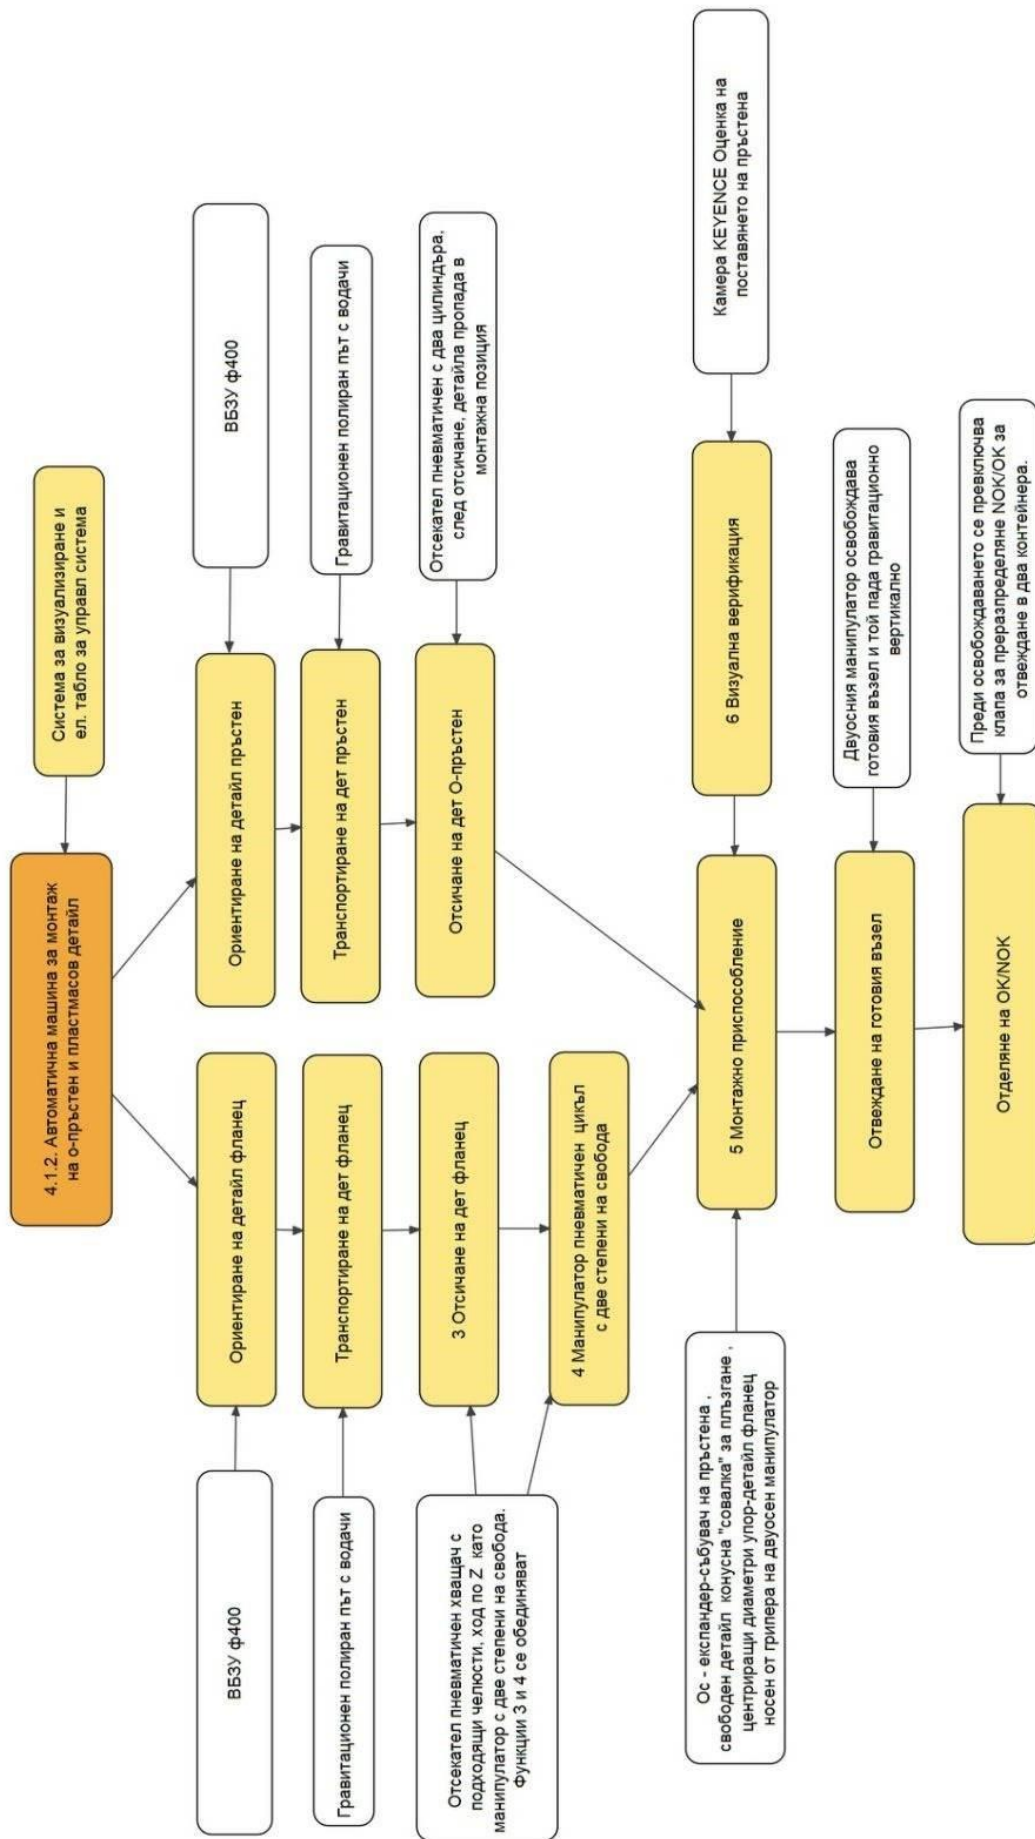 4.1.2. Автоматична машина за монтаж
на о-пръстен и пластмасов детайл
Система за визуализиране и
ел. табло за управл система
ВБЗУ ф400
Ориентиране на детайл фланец
Ориентиране на детайл пръстен
ВБЗУ ф400
Гравитационен полиран път с водачи
Транспортиране на дет фланец
Транспортиране на дет пръстен
Гравитационен полиран път с водачи
Отсекател пневматичен хващач с
подходящи челюсти, ход по Z като
манипулатор с две степени на свобода.
Функции 3 и 4 се обединяват
3 Отсичане на дет фланец
Отсичане на дет О-пръстен
Отсекател пневматичен с два цилиндъра,
след отсичане, детайла пропада в
монтажна позиция
4 Манипулатор пневматичен цикъл
с две степени на свобода
Ос - експандер-събувач на пръстена ,
свободен детайл конусна "совалка" за плъзгане ,
центриращи диаметри упор-детайл фланец
носен от грипера на двуосен манипулатор
5 Монтажно приспособление
6 Визуална верификация
Камера KEYENCE Оценка на
поставянето на пръстена
Отвеждане на готовия възел
Двуосния манипулатор освобождава
готовия възел и той пада гравитационно
вертикално
Отделяне на OK/NOK
Преди освобождаването се превключва
клапа за преразпределяне NOK/OK за
отвеждане в два контейнера.